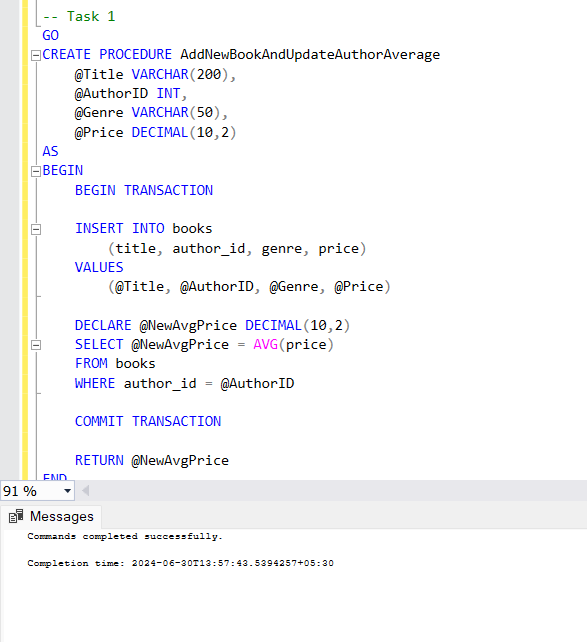 -- Task 1
GO
CREATE PROCEDURE AddNewBookAndUpdateAuthorAverage
@Title VARCHAR(200),
@AuthorID INT,
@Genre VARCHAR(50),
@Price DECIMAL(10,2)
AS
BEGIN
BEGIN TRANSACTION
INSERT INTO books
(title, author_id, genre, price)
VALUES
(@Title, @AuthorID, @Genre, @Price)
DECLARE @NewAvgPrice DECIMAL(10,2)
SELECT @NewAvgPrice = AVG(price)
FROM books
WHERE author_id = @AuthorID
COMMIT TRANSACTION
RETURN @NewAvgPrice
END
91 %
Messages
Commands completed successfully.
Completion time: 2024-06-30T13:57:43.5394257+05:30